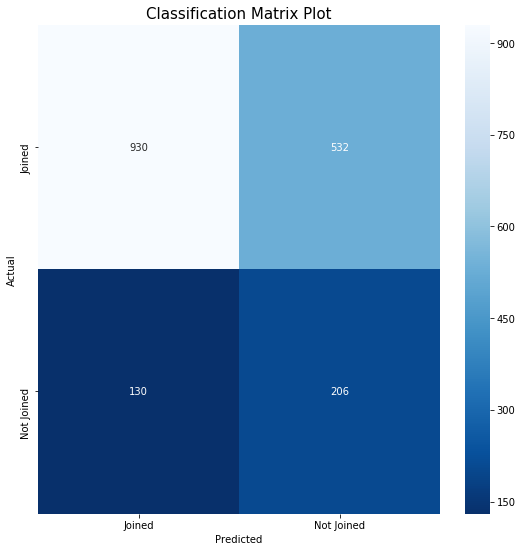 Classification Matrix Plot
930 532
130 206
Joined
Not Joined
Actual
Joined Not Joined
Predicted
900
750
600
450
300
150